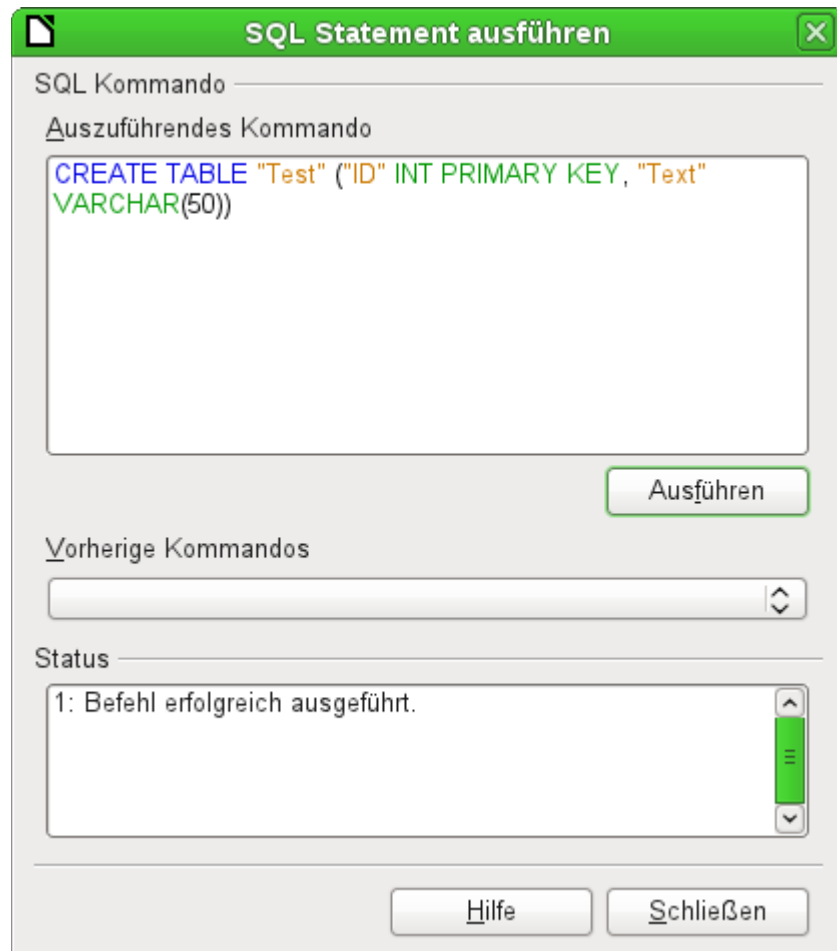 SQL Statement ausführen
SQL Kommando
Auszuführendes Kommando
CREATE TABLE "Test" ("ID" INT PRIMARY KEY, "Text"
VARCHAR(50))
Ausführen
Vorherige Kommandos
Status
1: Befehl erfolgreich ausgeführt.
Hilfe
Schließen